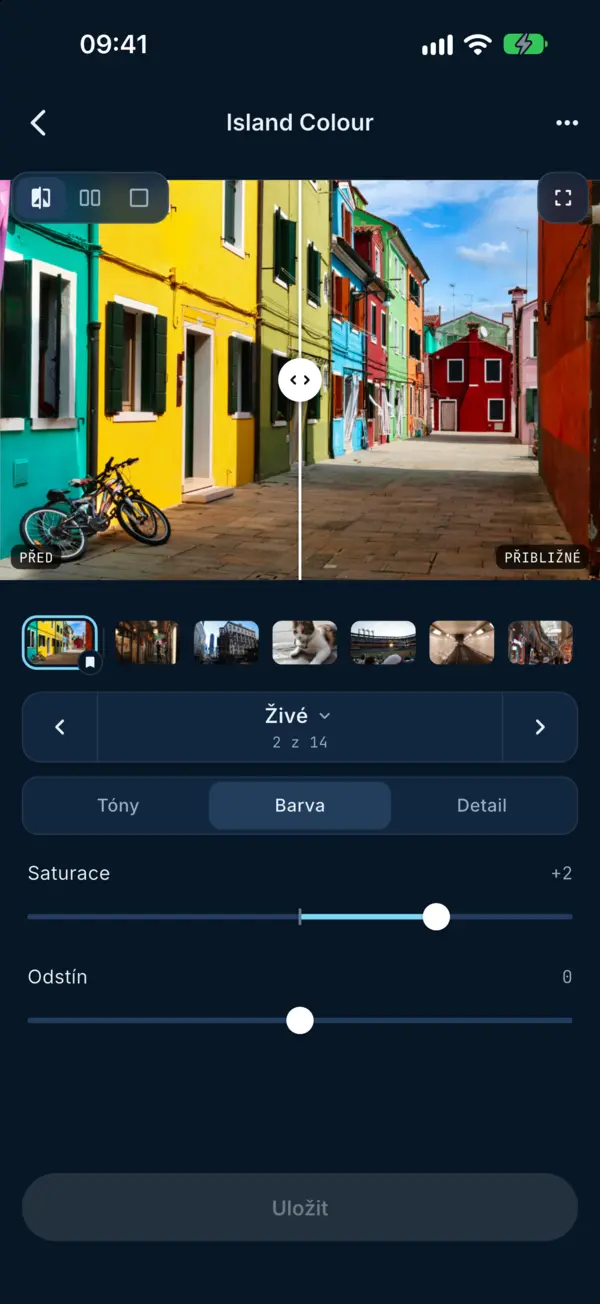 09:41
Island Colour
PŘED
PŘIBLIŽNÉ
Živé
2 z 14
Tóny
Barva
Detail
Saturace
+2
Odstín
0
Uložit